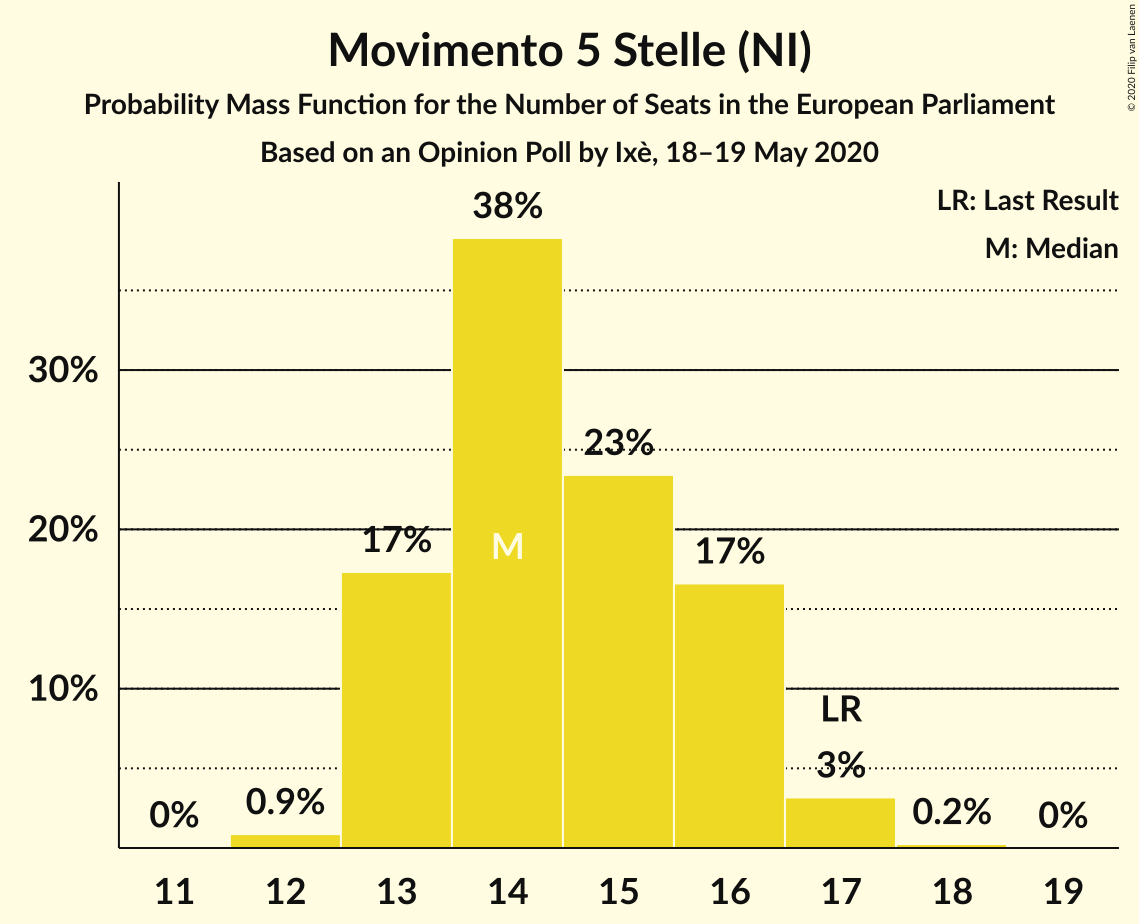 Movimento 5 Stelle (NI)
Probability Mass Function for the Number of Seats in the European Parliament
Based on an Opinion Poll by Ixè, 18–19 May 2020
© 2020 Filip van Laenen
LR: Last Result
M: Median
38%
30%
23%
20%
17%
M
17%
10%
LR
3%
0%
0.9%
0.2%
0%
11 12 13 14 15 16 17 18 19